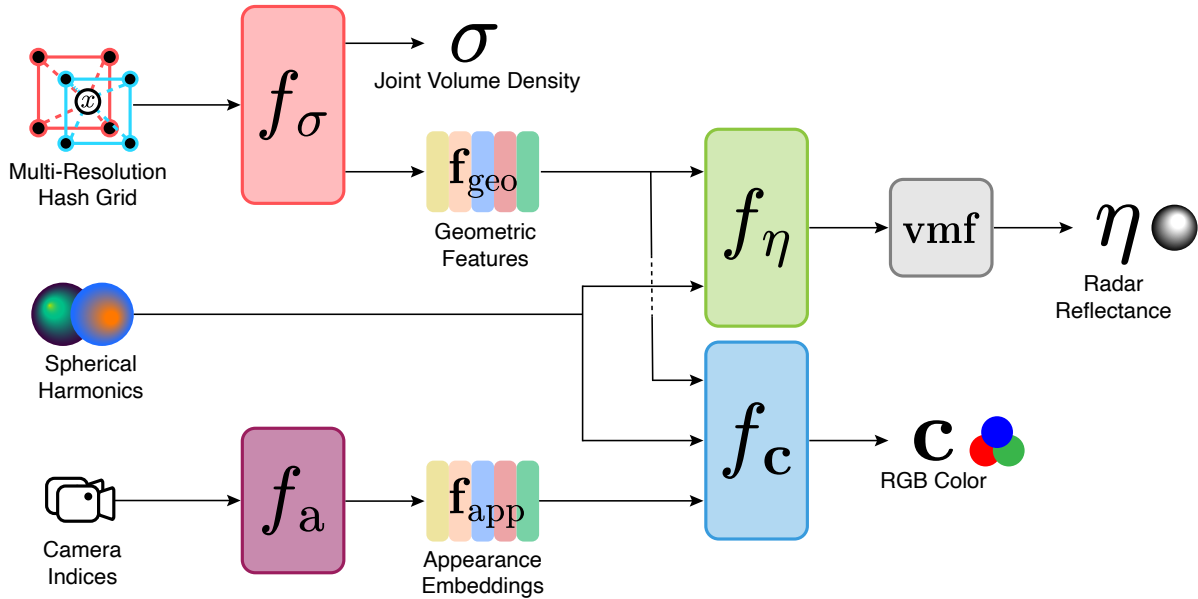 x
Multi-Resolution
Hash Grid
f_σ
σ
Joint Volume Density
f_geo
Geometric
Features
f_η
vmf
η
Radar
Reflectance
Spherical
Harmonics
f_c
c
RGB Color
Camera
Indices
f_a
f_app
Appearance
Embeddings